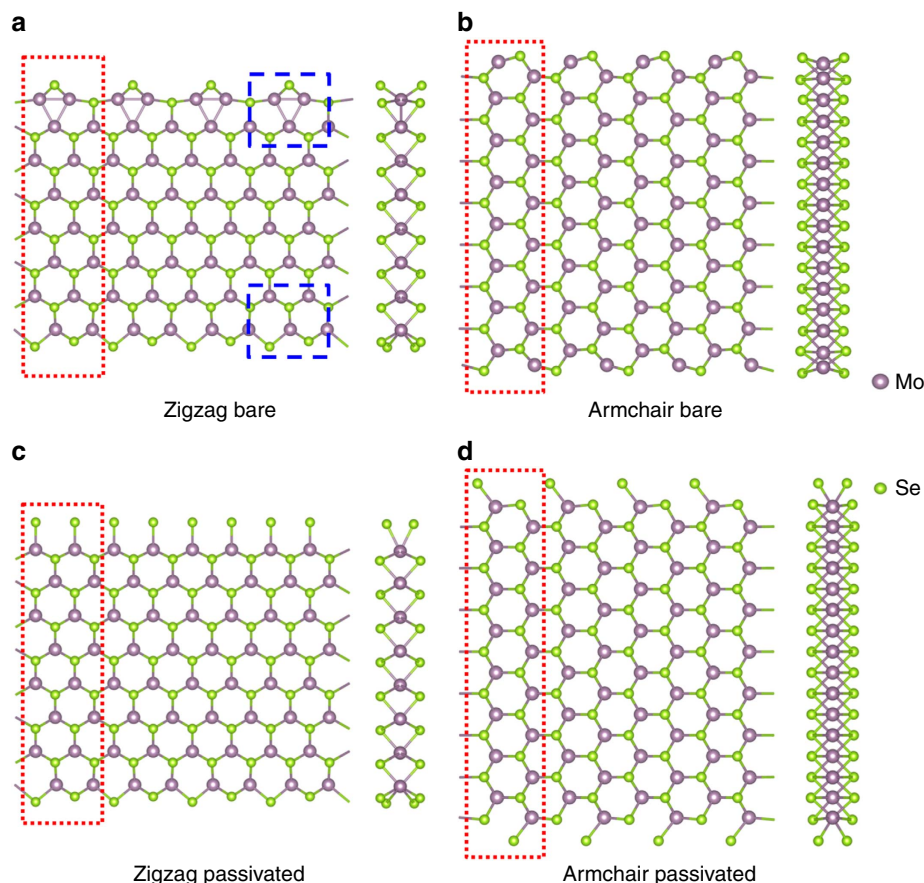 a
b
Zigzag bare
Armchair bare
Mo
c
d
Se
Zigzag passivated
Armchair passivated